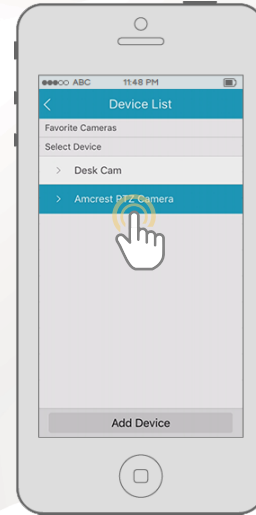 ABC 11:48 PM
Device List
Favorite Cameras
Select Device
Desk Cam
Amcrest PTZ Camera
Add Device